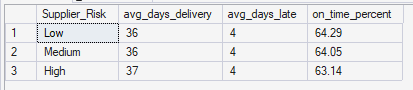 Supplier_Risk avg_days_delivery avg_days_late on_time_percent
1 Low 36 4 64.29
2 Medium 36 4 64.05
3 High 37 4 63.14